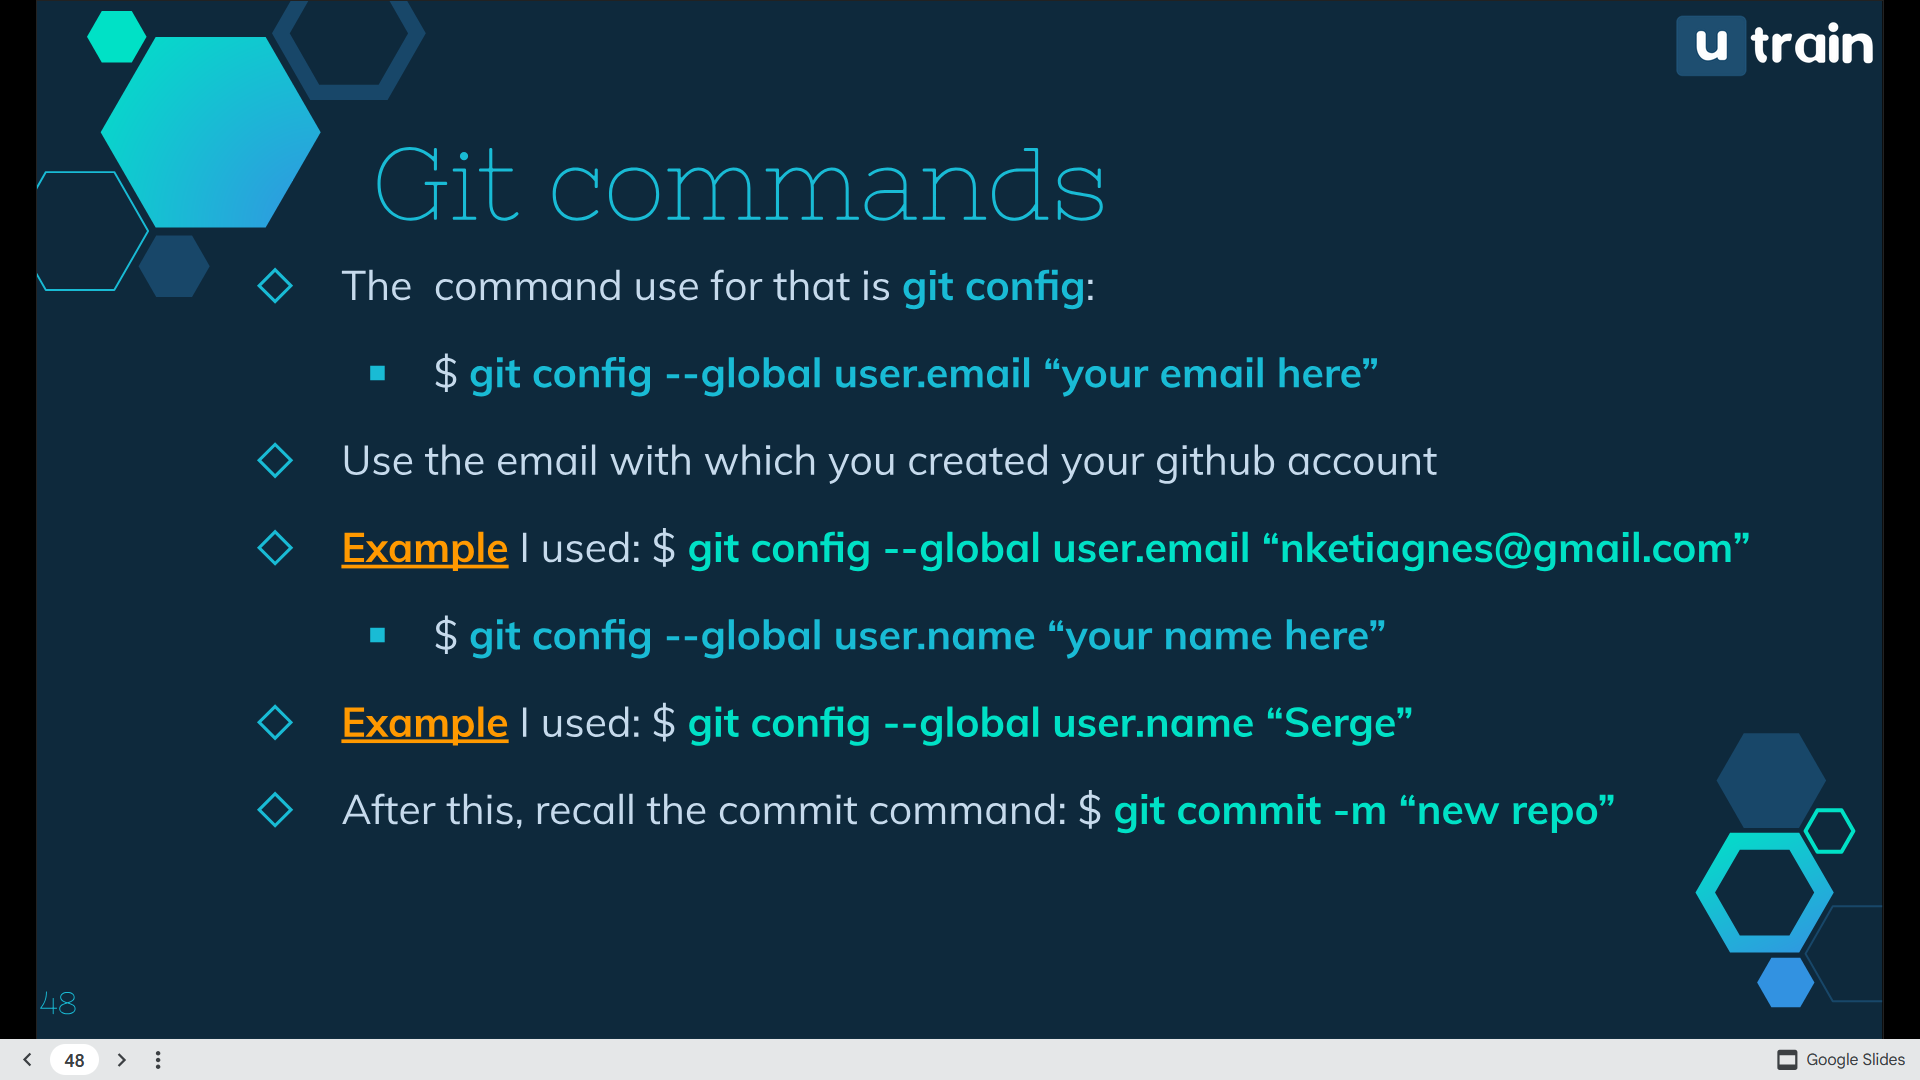 u train
Git commands
The command use for that is git config:
$ git config --global user.email “your email here”
Use the email with which you created your github account
Example I used: $ git config --global user.email “nketiagnes@gmail.com”
$ git config --global user.name “your name here”
Example I used: $ git config --global user.name “Serge”
After this, recall the commit command: $ git commit -m “new repo”
48
48
Google Slides